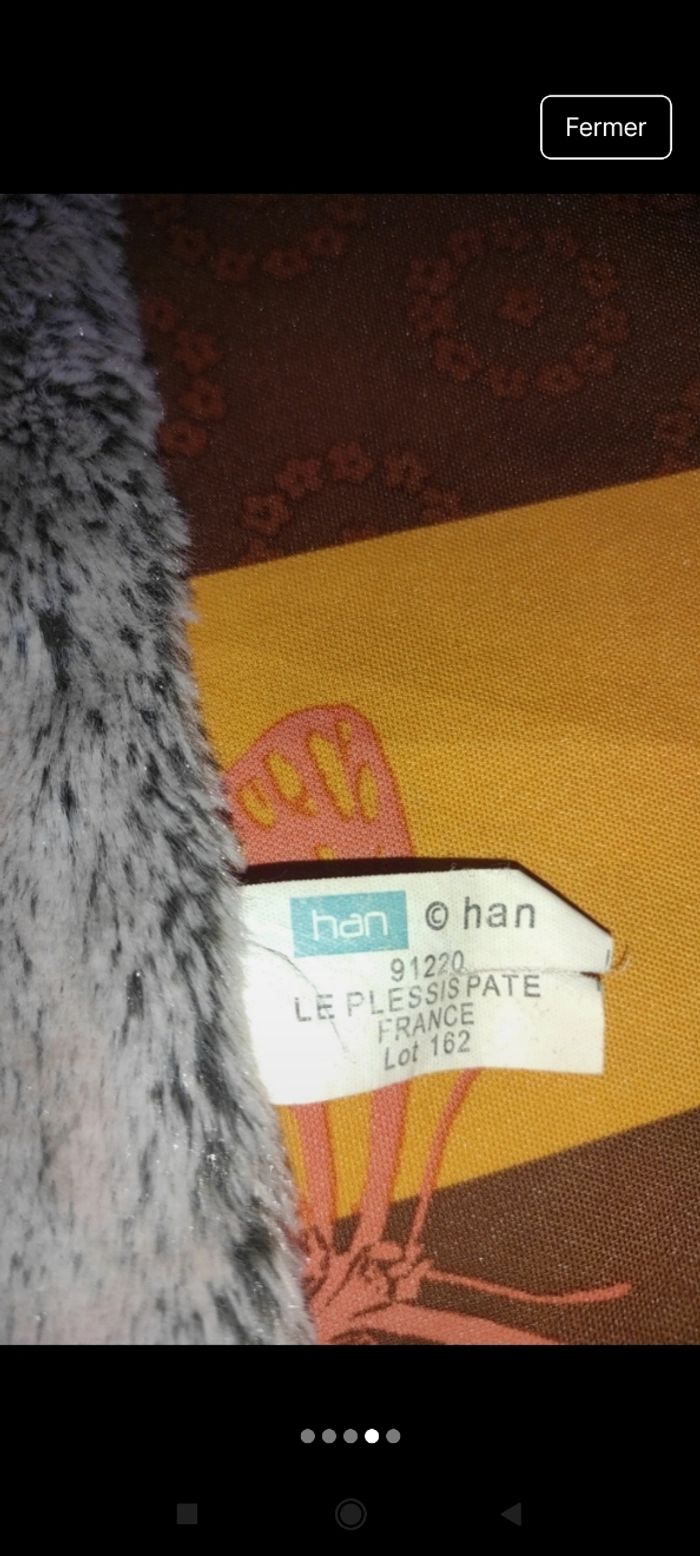 Fermer
han © han
91220
LE PLESSIS PATE
FRANCE
Lot 162